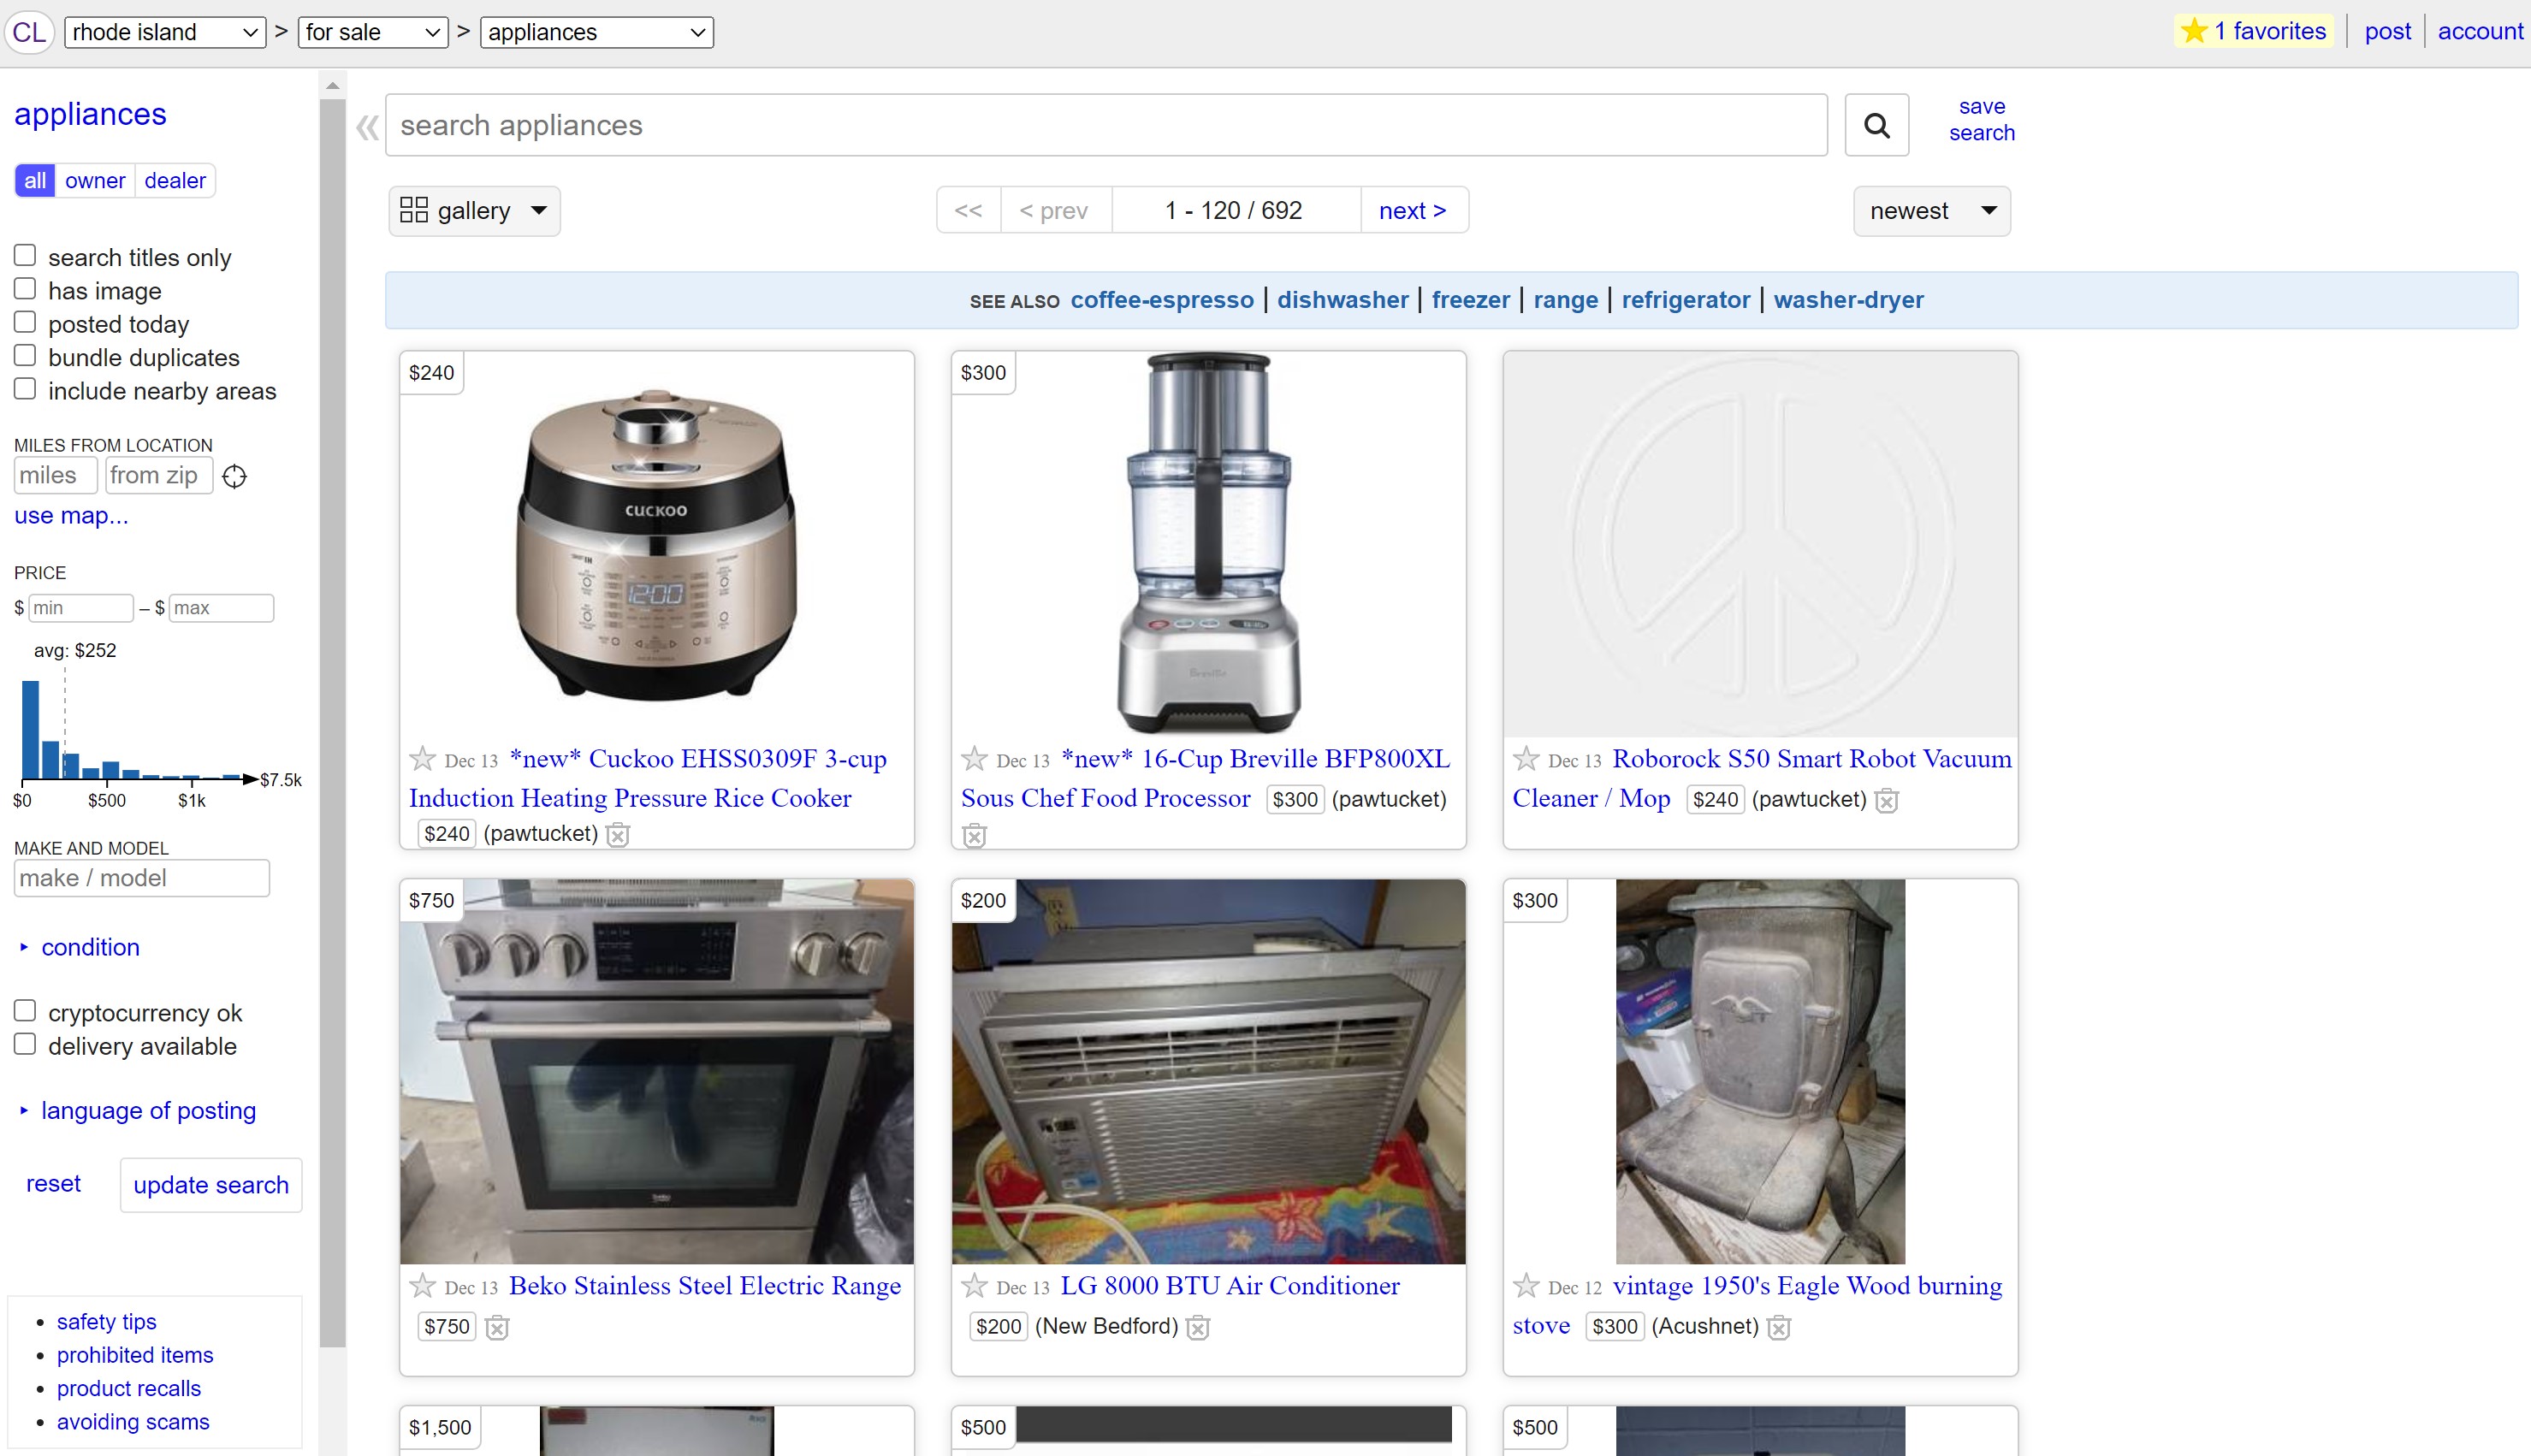 CL rhode island > for sale > appliances
1 favorites post account
appliances
all owner dealer
search titles only
has image
posted today
bundle duplicates
include nearby areas
MILES FROM LOCATION
miles from zip
use map...
PRICE
$ min – $ max
avg: $252
$7.5k
$0 $500 $1k
MAKE AND MODEL
make / model
condition
cryptocurrency ok
delivery available
language of posting
reset update search
safety tips
prohibited items
product recalls
avoiding scams
search appliances
save
search
gallery
<< < prev 1 - 120 / 692 next >
newest
SEE ALSO coffee-espresso | dishwasher | freezer | range | refrigerator | washer-dryer
$240
CUCKOO
12:00
Dec 13 *new* Cuckoo EHSS0309F 3-cup
Induction Heating Pressure Rice Cooker
$240 (pawtucket)
$300
Breville
Dec 13 *new* 16-Cup Breville BFP800XL
Sous Chef Food Processor $300 (pawtucket)
Dec 13 Roborock S50 Smart Robot Vacuum
Cleaner / Mop $240 (pawtucket)
$750
beko
Dec 13 Beko Stainless Steel Electric Range
$750
$200
Dec 13 LG 8000 BTU Air Conditioner
$200 (New Bedford)
$300
Dec 12 vintage 1950's Eagle Wood burning
stove $300 (Acushnet)
$1,500
$500
$500